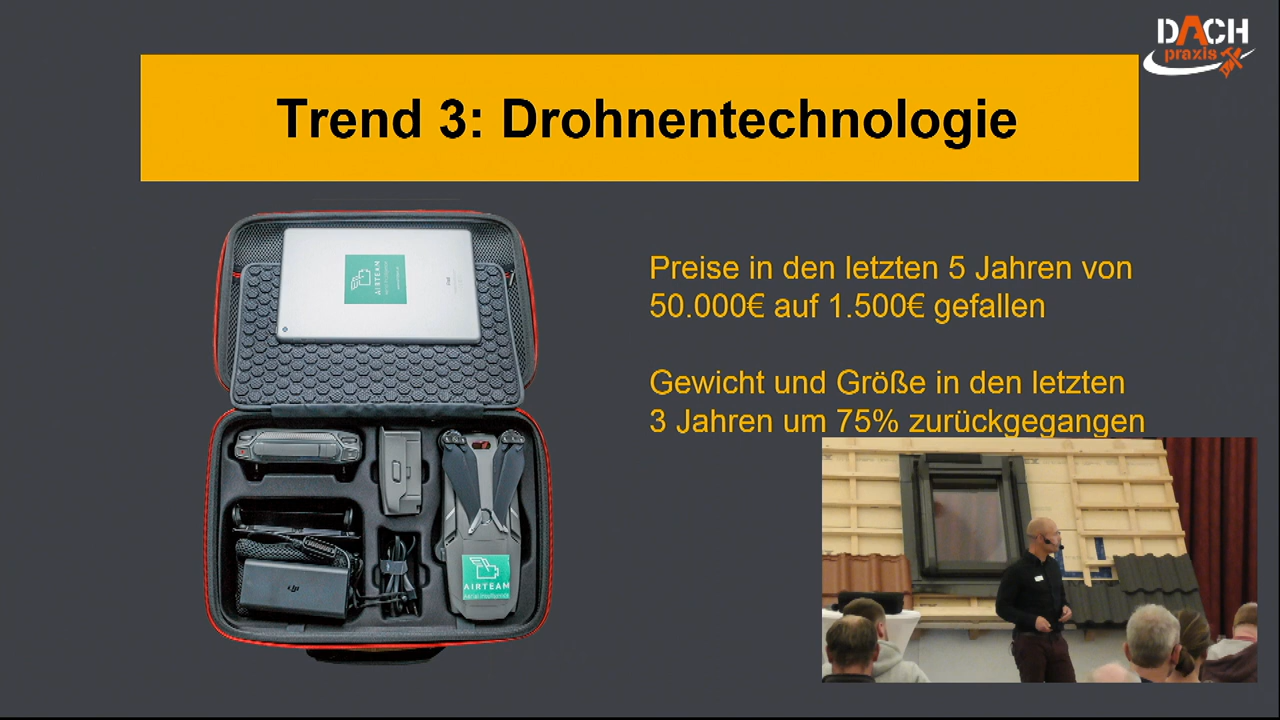 DACH
praxis
Trend 3: Drohnentechnologie
Preise in den letzten 5 Jahren von
50.000€ auf 1.500€ gefallen
Gewicht und Größe in den letzten
3 Jahren um 75% zurückgegangen
AIRTEAM
dji
AIRTEAM